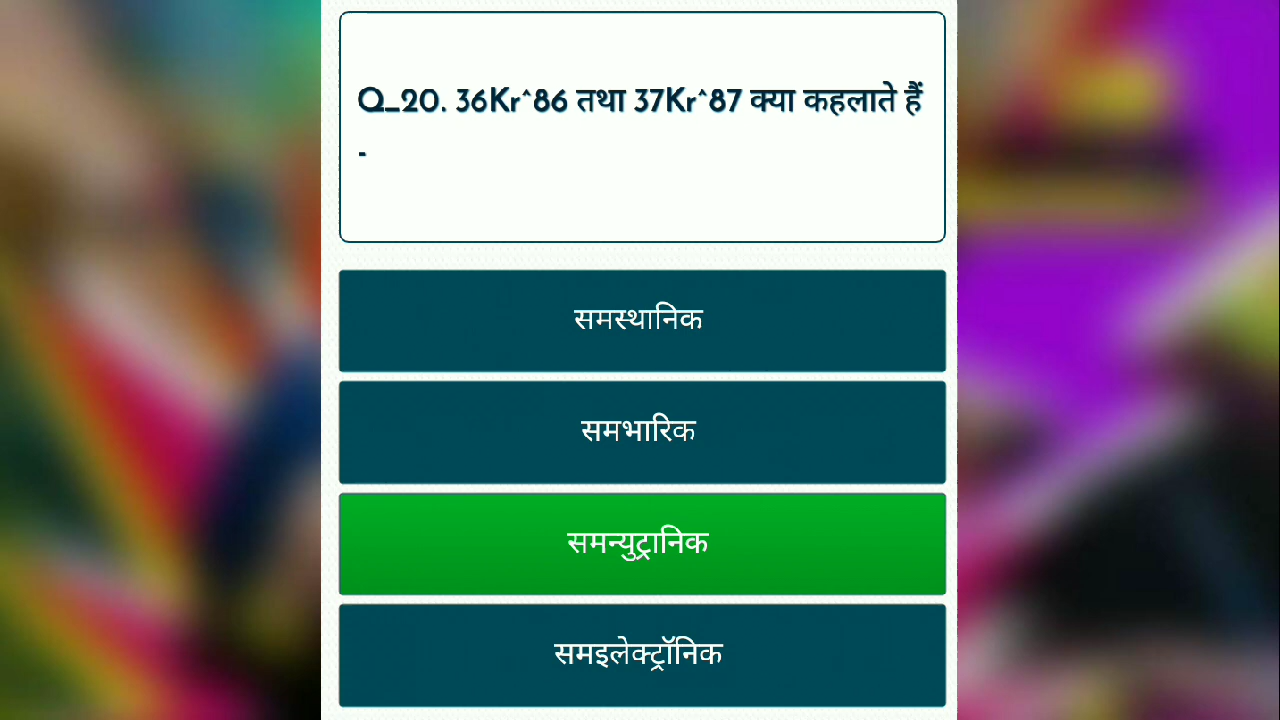 Q_20. 36Kr^86 तथा 37Kr^87 क्या कहलाते हैं
-
समस्थानिक
समभारिक
समन्युट्रानिक
समइलेक्ट्रॉनिक